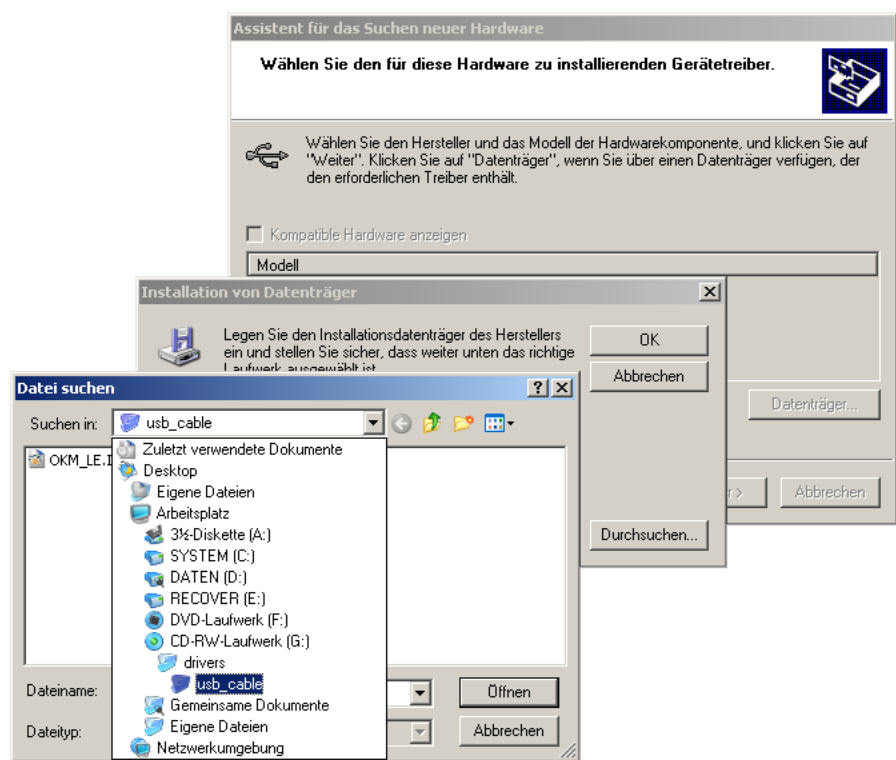 Assistent für das Suchen neuer Hardware
Wählen Sie den für diese Hardware zu installierenden Gerätetreiber.
Wählen Sie den Hersteller und das Modell der Hardwarekomponente, und klicken Sie auf
"Weiter". Klicken Sie auf "Datenträger", wenn Sie über einen Datenträger verfügen, der
den erforderlichen Treiber enthält.
Kompatible Hardware anzeigen
Modell
Datenträger...
Abbrechen
Installation von Datenträger
Legen Sie den Installationsdatenträger des Herstellers
ein und stellen Sie sicher, dass weiter unten das richtige
Laufwerk ausgewählt ist
OK
Abbrechen
Durchsuchen...
Datei suchen
Suchen in:
usb_cable
OKM_LE.I
Zuletzt verwendete Dokumente
Desktop
Eigene Dateien
Arbeitsplatz
3½-Diskette (A:)
SYSTEM (C:)
DATEN (D:)
RECOVER (E:)
DVD-Laufwerk (F:)
CD-RW-Laufwerk (G:)
drivers
usb_cable
Gemeinsame Dokumente
Eigene Dateien
Netzwerkumgebung
Dateiname:
Öffnen
Dateityp:
Abbrechen